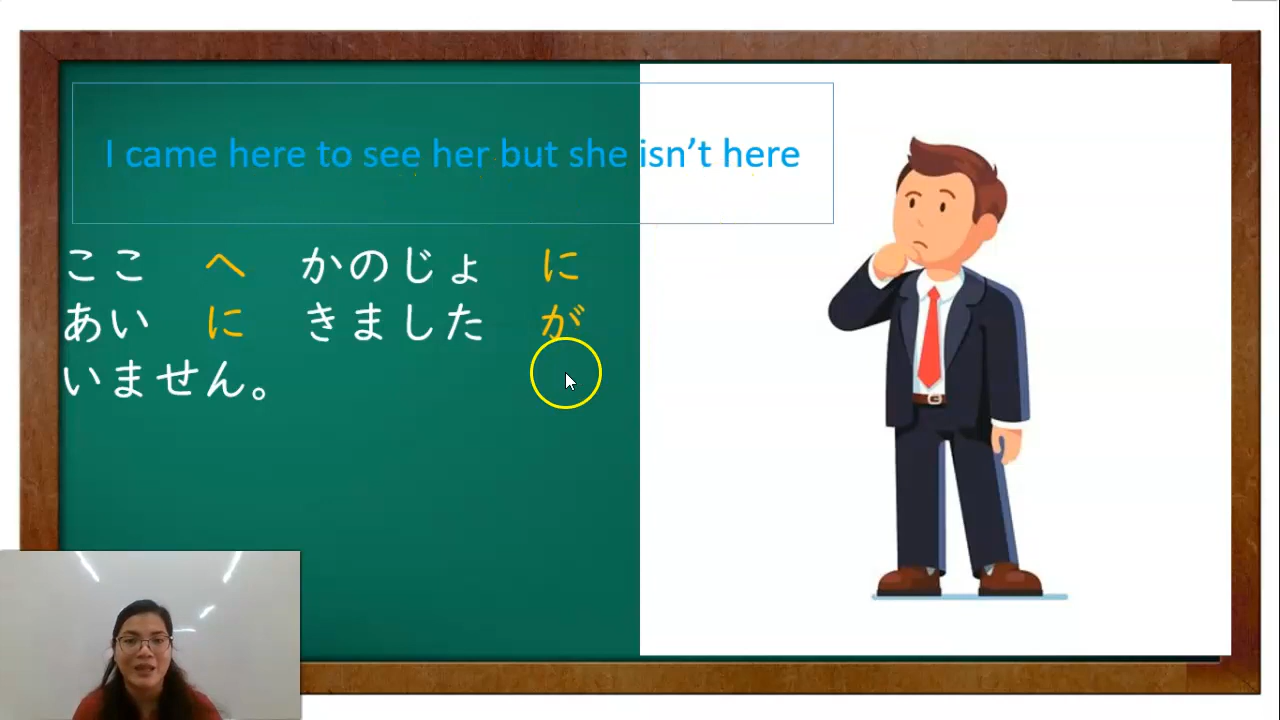 I came here to see her but she isn't here
ここ へ かのじょ に
あい に きました が
いません。